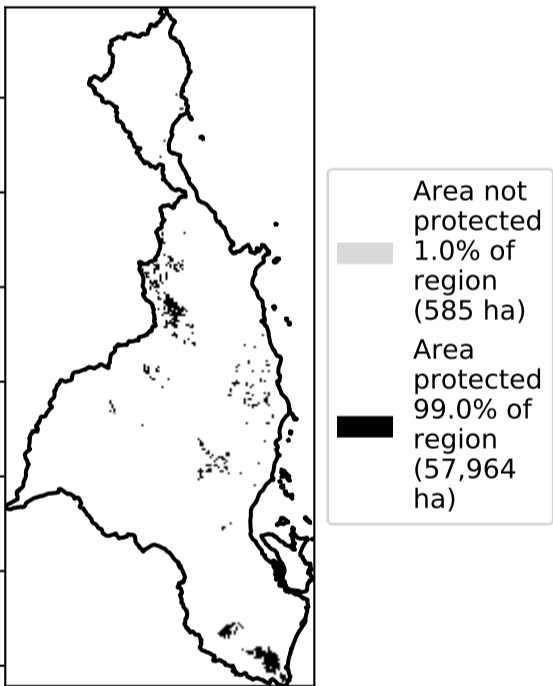 Area not
protected
1.0% of
region
(585 ha)
Area
protected
99.0% of
region
(57,964
ha)